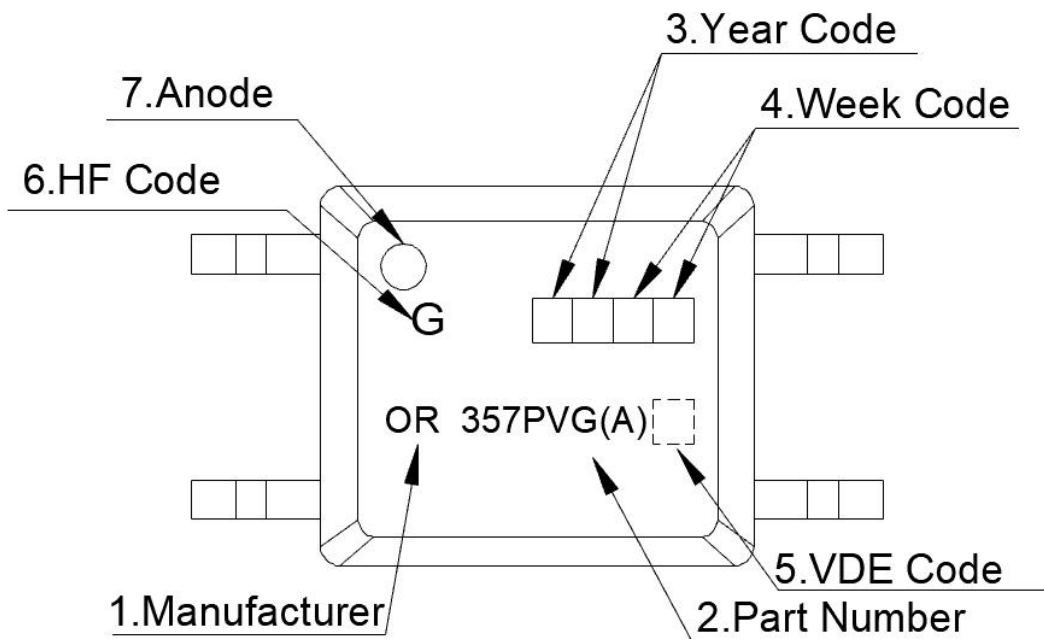 3.Year Code
7.Anode
4.Week Code
6.HF Code
G
OR 357PVG(A)
5.VDE Code
1.Manufacturer
2.Part Number